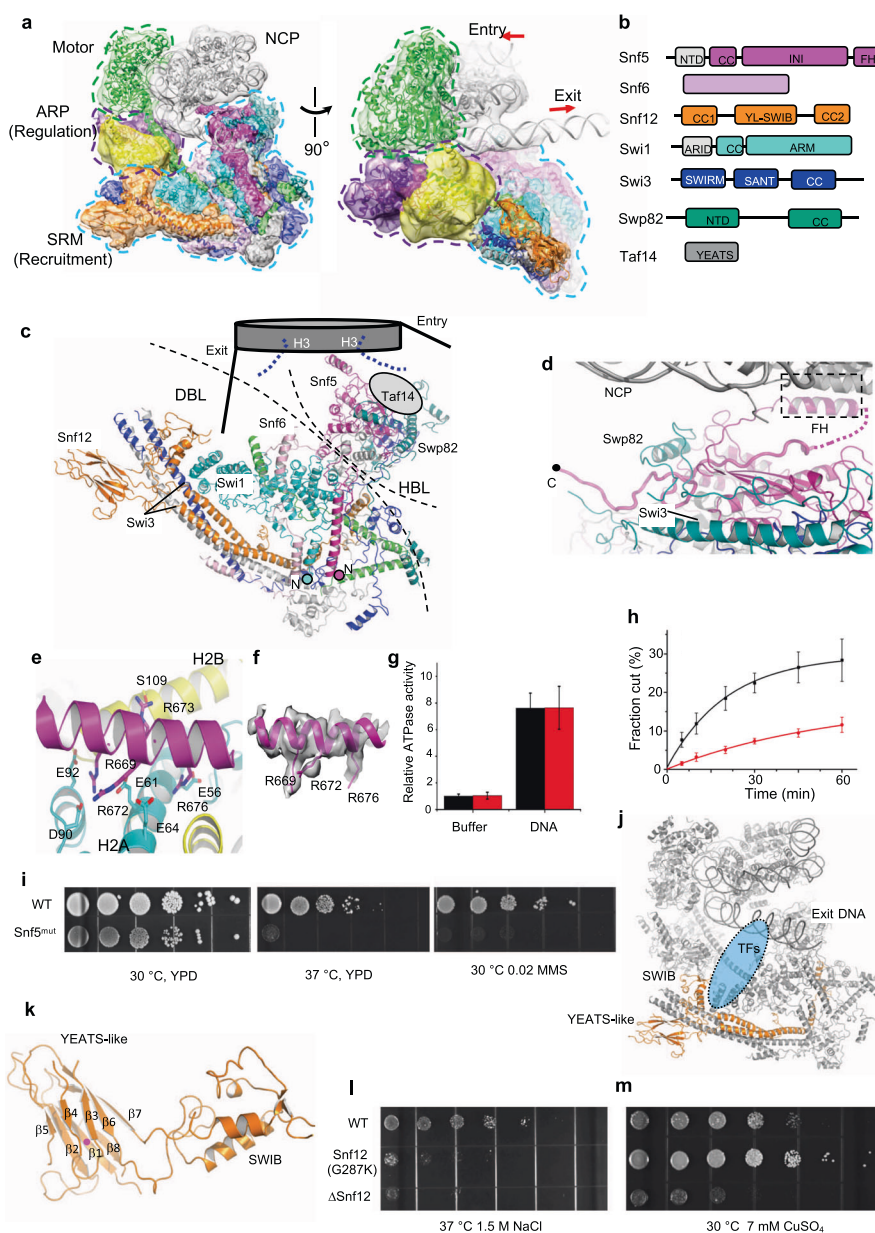 a
Motor
NCP
Entry
Exit
ARP
(Regulation)
90°
SRM
(Recruitment)
b
Snf5
NTD
CC
INI
FH
Snf6
Snf12
CC1
YL-SWIB
CC2
Swi1
ARID
CC
ARM
Swi3
SWIRM
SANT
CC
Swp82
NTD
CC
Taf14
YEATS
c
Entry
H3
H3
Exit
Snf5
DBL
Taf14
Snf12
Snf6
Swp82
Swi1
HBL
Swi3
N
N
d
NCP
FH
Swp82
C
Swi3
e
H2B
S109
R673
R669
E92
E61
E56
R672
R676
D90
E64
H2A
f
R669
R672
R676
g
Relative ATPase activity
10
8
6
4
2
0
Buffer
DNA
h
Fraction cut (%)
30
20
10
0
0
20
40
60
Time (min)
i
WT
Snf5mut
30 °C, YPD
37 °C, YPD
30 °C 0.02 MMS
j
Exit DNA
TFs
SWIB
YEATS-like
k
YEATS-like
β4
β3
β7
β5
β6
β2
β1
β8
SWIB
l
WT
Snf12
(G287K)
ΔSnf12
37 °C 1.5 M NaCl
m
30 °C 7 mM CuSO4